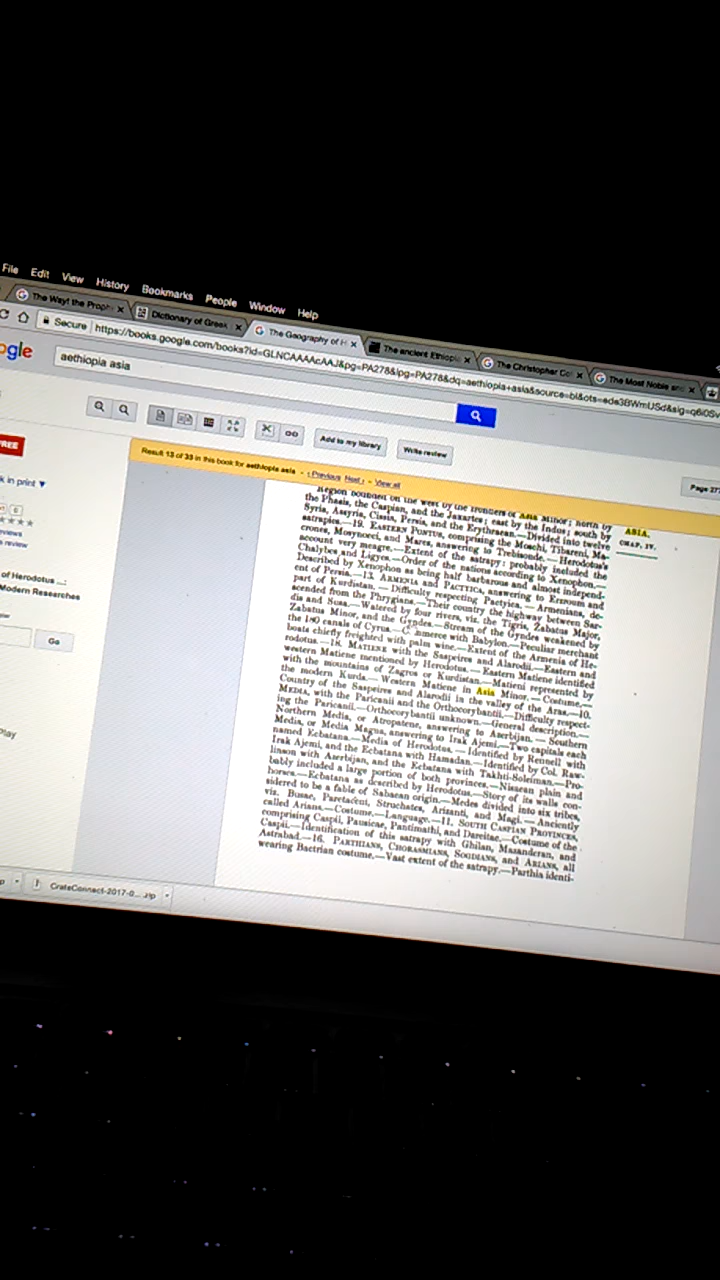 File Edit View History Bookmarks People Window Help
The Way! the Proph
Dictionary of Greek
The Geography of H
The ancient Ethiopi
The Christopher Co
The Most Noble an
Secure https://books.google.com/books?id=GLNCAAAAcAAJ&pg=PA278&lpg=PA278&dq=aethiopia+asia&source=bl&ots=
ogle
aethiopia asia
Add to my library
Write review
FREE
k in print ▼
Result 13 of 33 in this book for aethiopia asia - ‹ Previous Next › - View all
Page 27
eviews
a review
of Herodotus ...:
Modern Researches
Go
Play
Region bounded on the west by the frontiers of Asia Minor; north by
the Phasis, the Caspian, and the Jaxartes; east by the Indus; south by
Syria, Assyria, Cissia, Persis, and the Erythraean.—Divided into twelve
satrapies.—19. EASTERN PONTUS, comprising the Moschi, Tibareni, Ma-
crones, Mosynoeci, and Mares, answering to Trebisonde.—Herodotus's
account very meagre.—Extent of the satrapy: probably included the
Chalybes and Ligyes.—Order of the nations according to Xenophon.—
Described by Xenophon as being half barbarous and almost independ-
ent of Persia.—13. ARMENIA and PACTYICA, answering to Erzroum and
part of Kurdistan.—Difficulty respecting Pactyica.—Armenians, de-
scended from the Phrygians.—Their country the highway between Sar-
dis and Susa.—Watered by four rivers, viz. the Tigris, Zabatus Major,
Zabatus Minor, and the Gyndes.—Stream of the Gyndes weakened by
the 180 canals of Cyrus.—Commerce with Babylon.—Peculiar merchant
boats chiefly freighted with palm wine.—Extent of the Armenia of He-
rodotus.—18. MATIENE with the Saspeires and Alarodii.—Eastern and
western Matiene mentioned by Herodotus.—Eastern Matiene identified
with the mountains of Zagros or Kurdistan.—Matieni represented by
the modern Kurds.—Western Matiene in Asia Minor.—Costume.—
Country of the Saspeires and Alarodii in the valley of the Aras.—10.
MEDIA, with the Paricanii and the Orthocorybantii.—Difficulty respect-
ing the Paricanii.—Orthocorybantii unknown.—General description.—
Northern Media, or Atropatene, answering to Azerbijan.—Southern
Media, or Media Magna, answering to Irak Ajemi.—Two capitals each
named Ecbatana.—Media of Herodotus.—Identified by Rennell with
Irak Ajemi, and the Ecbatana with Hamadan.—Identified by Col. Raw-
linson with Azerbijan, and the Ecbatana with Takhti-Soleiman.—Pro-
bably included a large portion of both provinces.—Nisaean plain and
horses.—Ecbatana as described by Herodotus.—Story of its walls con-
sidered to be a fable of Sabaean origin.—Medes divided into six tribes,
viz. Busae, Paretaceni, Struchates, Arizanti, and Magi.—Anciently
called Arians.—Costume.—Language.—11. SOUTH CASPIAN PROVINCES,
comprising Caspii, Pausicae, Pantimathi, and Dareitae.—Costume of the
Caspii.—Identification of this satrapy with Ghilan, Mazanderan, and
Astrabad.—16. PARTHIANS, CHORASMIANS, SOGDIANS, and ARIANS, all
wearing Bactrian costume.—Vast extent of the satrapy.—Parthia identi-
ASIA.
CHAP. IV.
CrateConnect-2017-0....zip